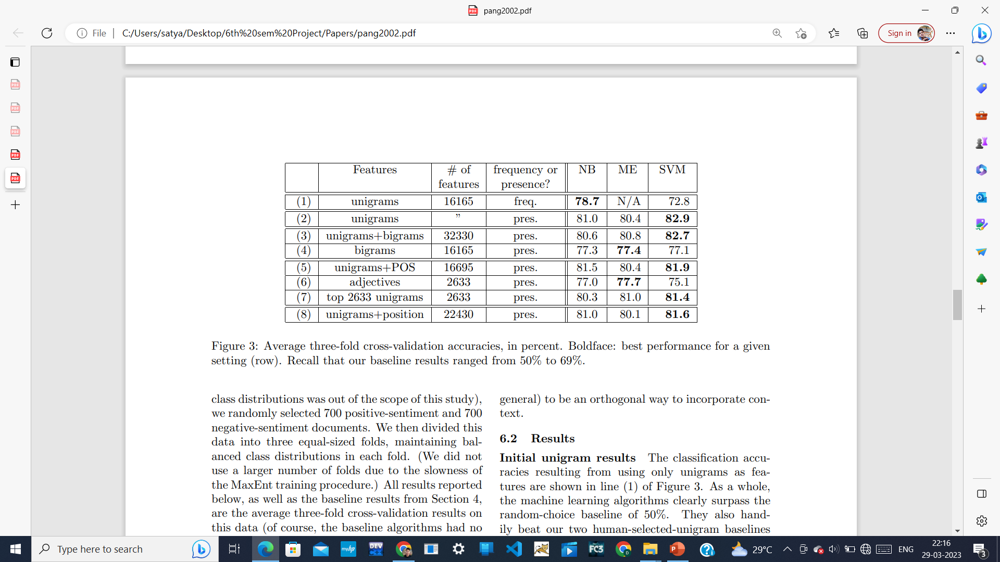 pang2002.pdf
File
C:/Users/satya/Desktop/6th%20sem%20Project/Papers/pang2002.pdf
Sign in
Features # of features frequency or presence? NB ME SVM
(1) unigrams 16165 freq. 78.7 N/A 72.8
(2) unigrams ” pres. 81.0 80.4 82.9
(3) unigrams+bigrams 32330 pres. 80.6 80.8 82.7
(4) bigrams 16165 pres. 77.3 77.4 77.1
(5) unigrams+POS 16695 pres. 81.5 80.4 81.9
(6) adjectives 2633 pres. 77.0 77.7 75.1
(7) top 2633 unigrams 2633 pres. 80.3 81.0 81.4
(8) unigrams+position 22430 pres. 81.0 80.1 81.6
Figure 3: Average three-fold cross-validation accuracies, in percent. Boldface: best performance for a given
setting (row). Recall that our baseline results ranged from 50% to 69%.
class distributions was out of the scope of this study),
we randomly selected 700 positive-sentiment and 700
negative-sentiment documents. We then divided this
data into three equal-sized folds, maintaining bal-
anced class distributions in each fold. (We did not
use a larger number of folds due to the slowness of
the MaxEnt training procedure.) All results reported
below, as well as the baseline results from Section 4,
are the average three-fold cross-validation results on
this data (of course, the baseline algorithms had no
general) to be an orthogonal way to incorporate con-
text.
6.2 Results
Initial unigram results The classification accu-
racies resulting from using only unigrams as fea-
tures are shown in line (1) of Figure 3. As a whole,
the machine learning algorithms clearly surpass the
random-choice baseline of 50%. They also hand-
ily beat our two human-selected-unigram baselines
Type here to search
myhp
DEV
FC3
29°C
ENG
22:16
29-03-2023
3